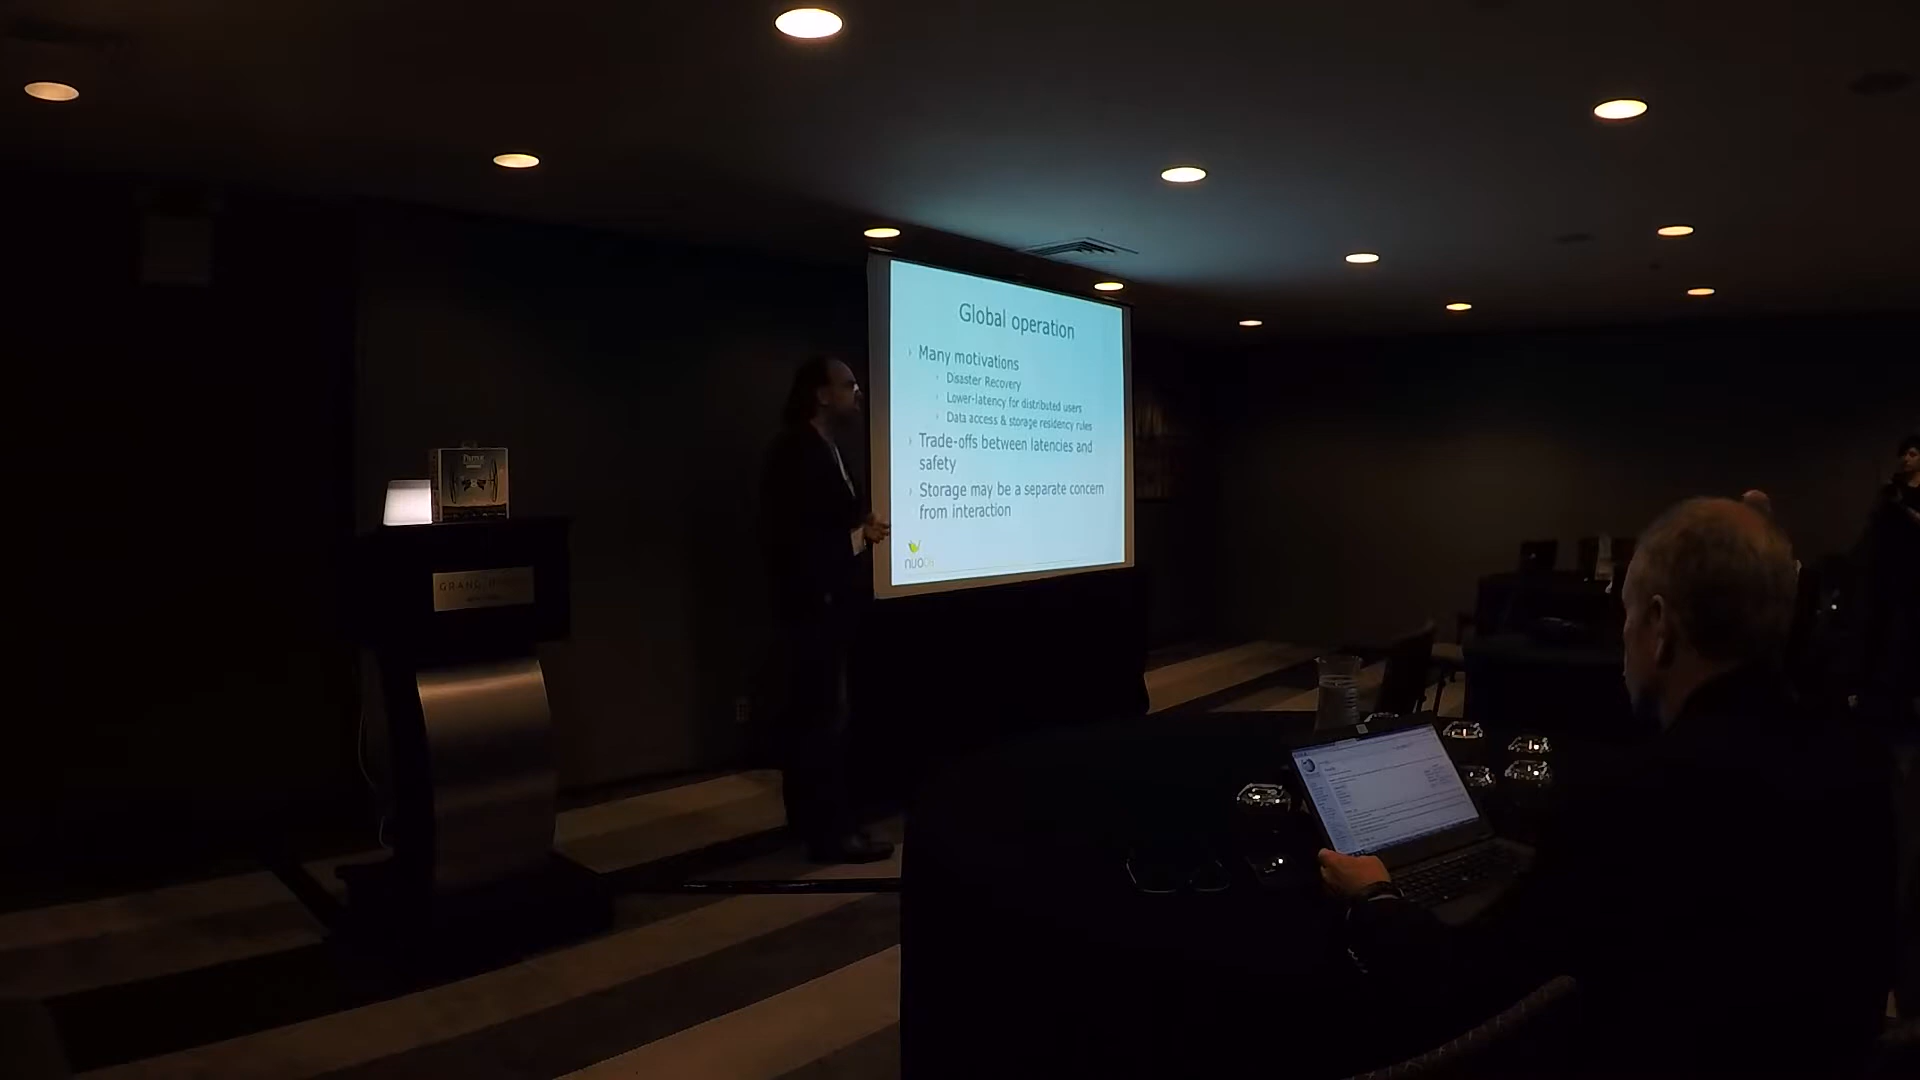 Global operation
Many motivations
Disaster Recovery
Lower-latency for distributed users
Data access & storage residency rules
Trade-offs between latencies and
safety
Storage may be a separate concern
from interaction
nuoDB
GRAND